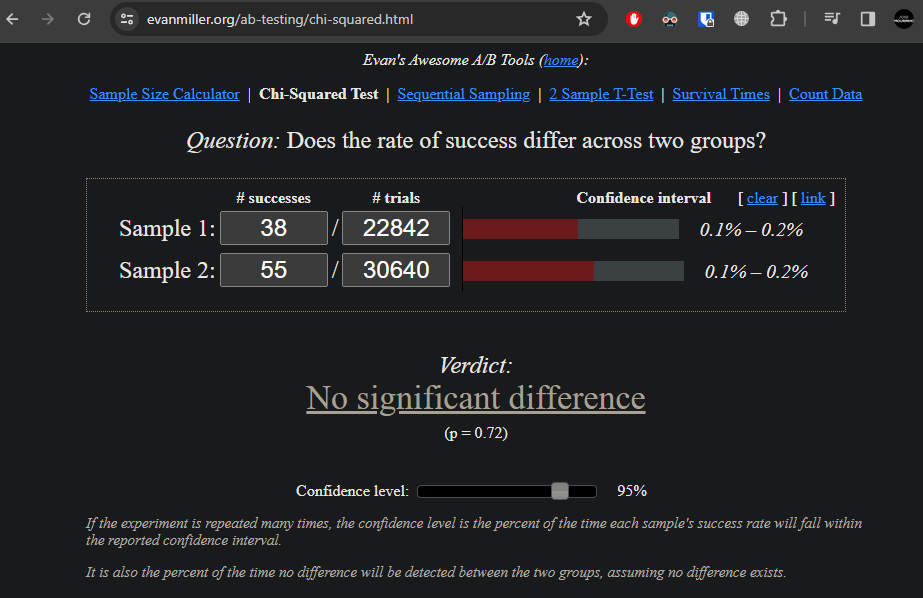 evanmiller.org/ab-testing/chi-squared.html
Evan's Awesome A/B Tools (home):
Sample Size Calculator | Chi-Squared Test | Sequential Sampling | 2 Sample T-Test | Survival Times | Count Data
Question: Does the rate of success differ across two groups?
# successes # trials Confidence interval [ clear ] [ link ]
Sample 1: 38 / 22842 0.1% – 0.2%
Sample 2: 55 / 30640 0.1% – 0.2%
Verdict:
No significant difference
(p = 0.72)
Confidence level: 95%
If the experiment is repeated many times, the confidence level is the percent of the time each sample's success rate will fall within
the reported confidence interval.
It is also the percent of the time no difference will be detected between the two groups, assuming no difference exists.